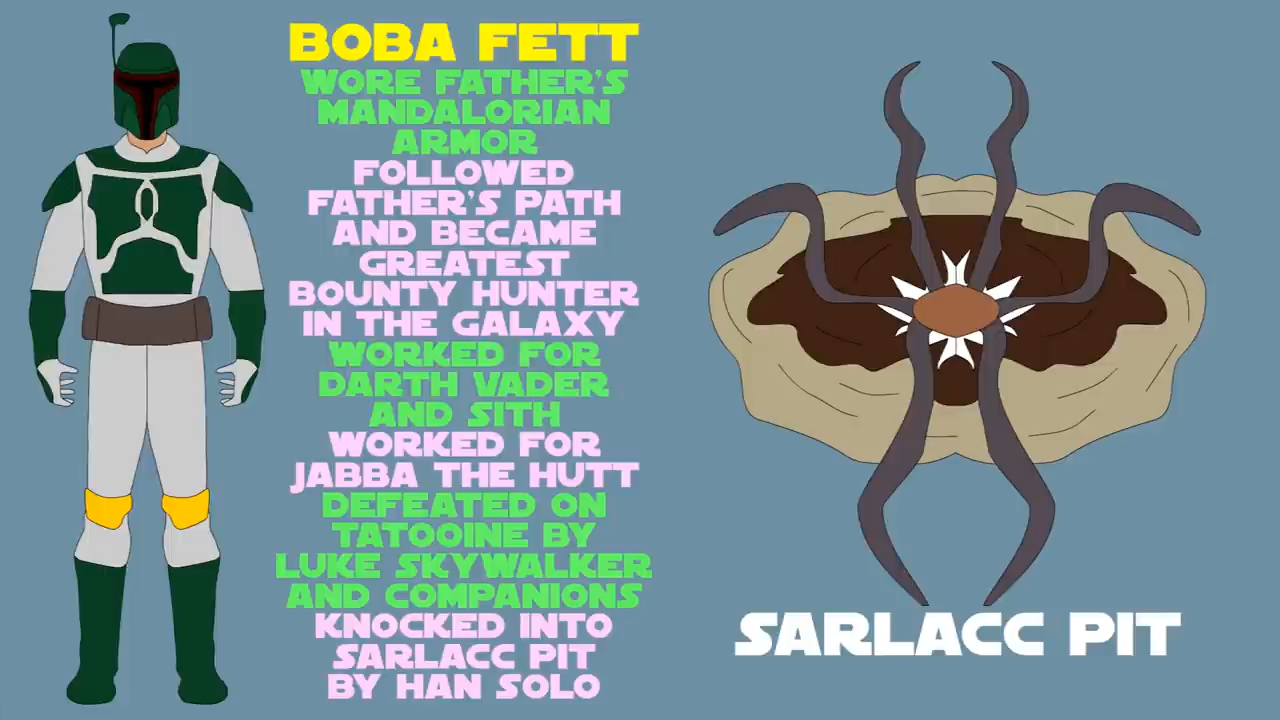 BOBA FETT
WORE FATHER'S
MANDALORIAN
ARMOR
FOLLOWED
FATHER'S PATH
AND BECAME
GREATEST
BOUNTY HUNTER
IN THE GALAXY
WORKED FOR
DARTH VADER
AND SITH
WORKED FOR
JABBA THE HUTT
DEFEATED ON
TATOOINE BY
LUKE SKYWALKER
AND COMPANIONS
KNOCKED INTO
SARLACC PIT
BY HAN SOLO
SARLACC PIT